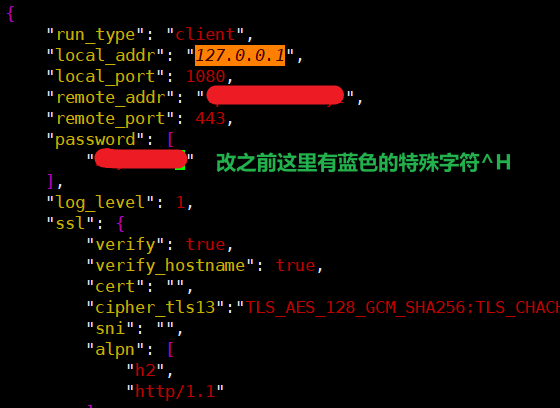 {
"run_type": "client",
"local_addr": "127.0.0.1",
"local_port": 1080,
"remote_addr": "",
"remote_port": 443,
"password": [
"" 改之前这里有蓝色的特殊字符^H
],
"log_level": 1,
"ssl": {
"verify": true,
"verify_hostname": true,
"cert": "",
"cipher_tls13":"TLS_AES_128_GCM_SHA256:TLS_CHACH
"sni": "",
"alpn": [
"h2",
"http/1.1"